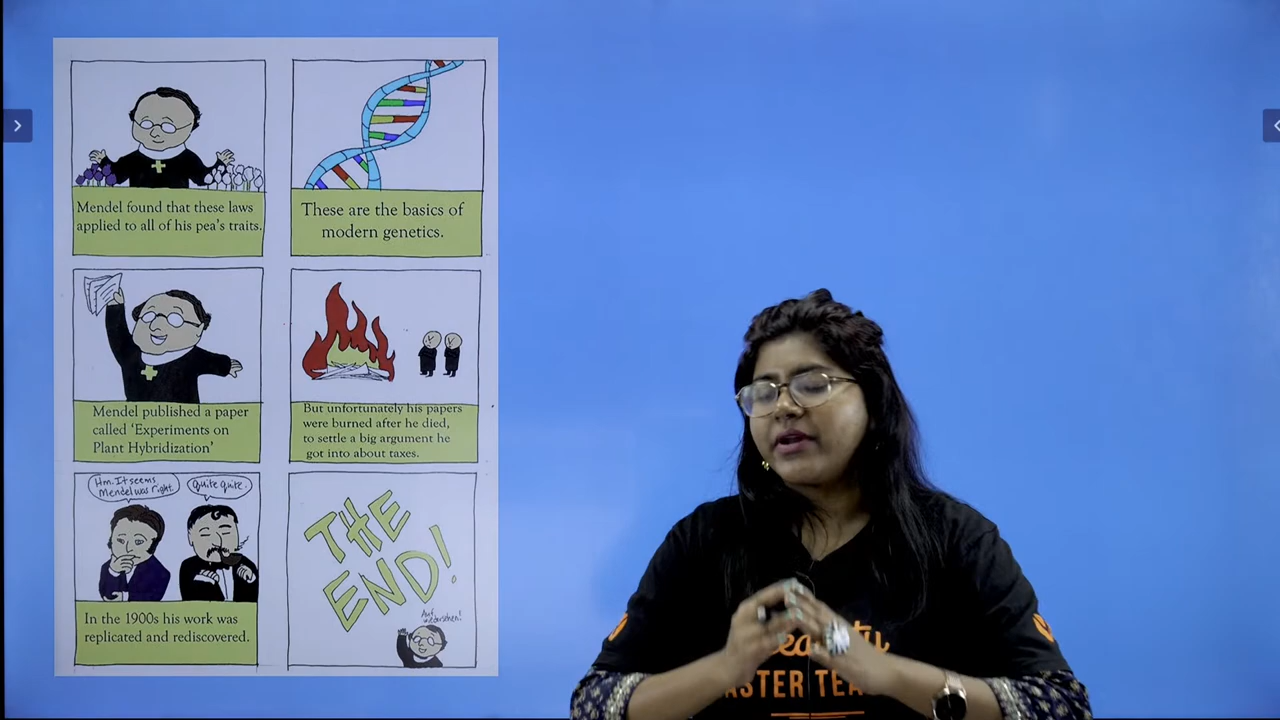 Mendel found that these laws
applied to all of his pea's traits.
These are the basics of
modern genetics.
Mendel published a paper
called 'Experiments on
Plant Hybridization'
But unfortunately his papers
were burned after he died,
to settle a big argument he
got into about taxes.
Hm. It seems
Mendel was right.
Quite quite.
In the 1900s his work was
replicated and rediscovered.
THE
END!
Auf
wiedersehen!